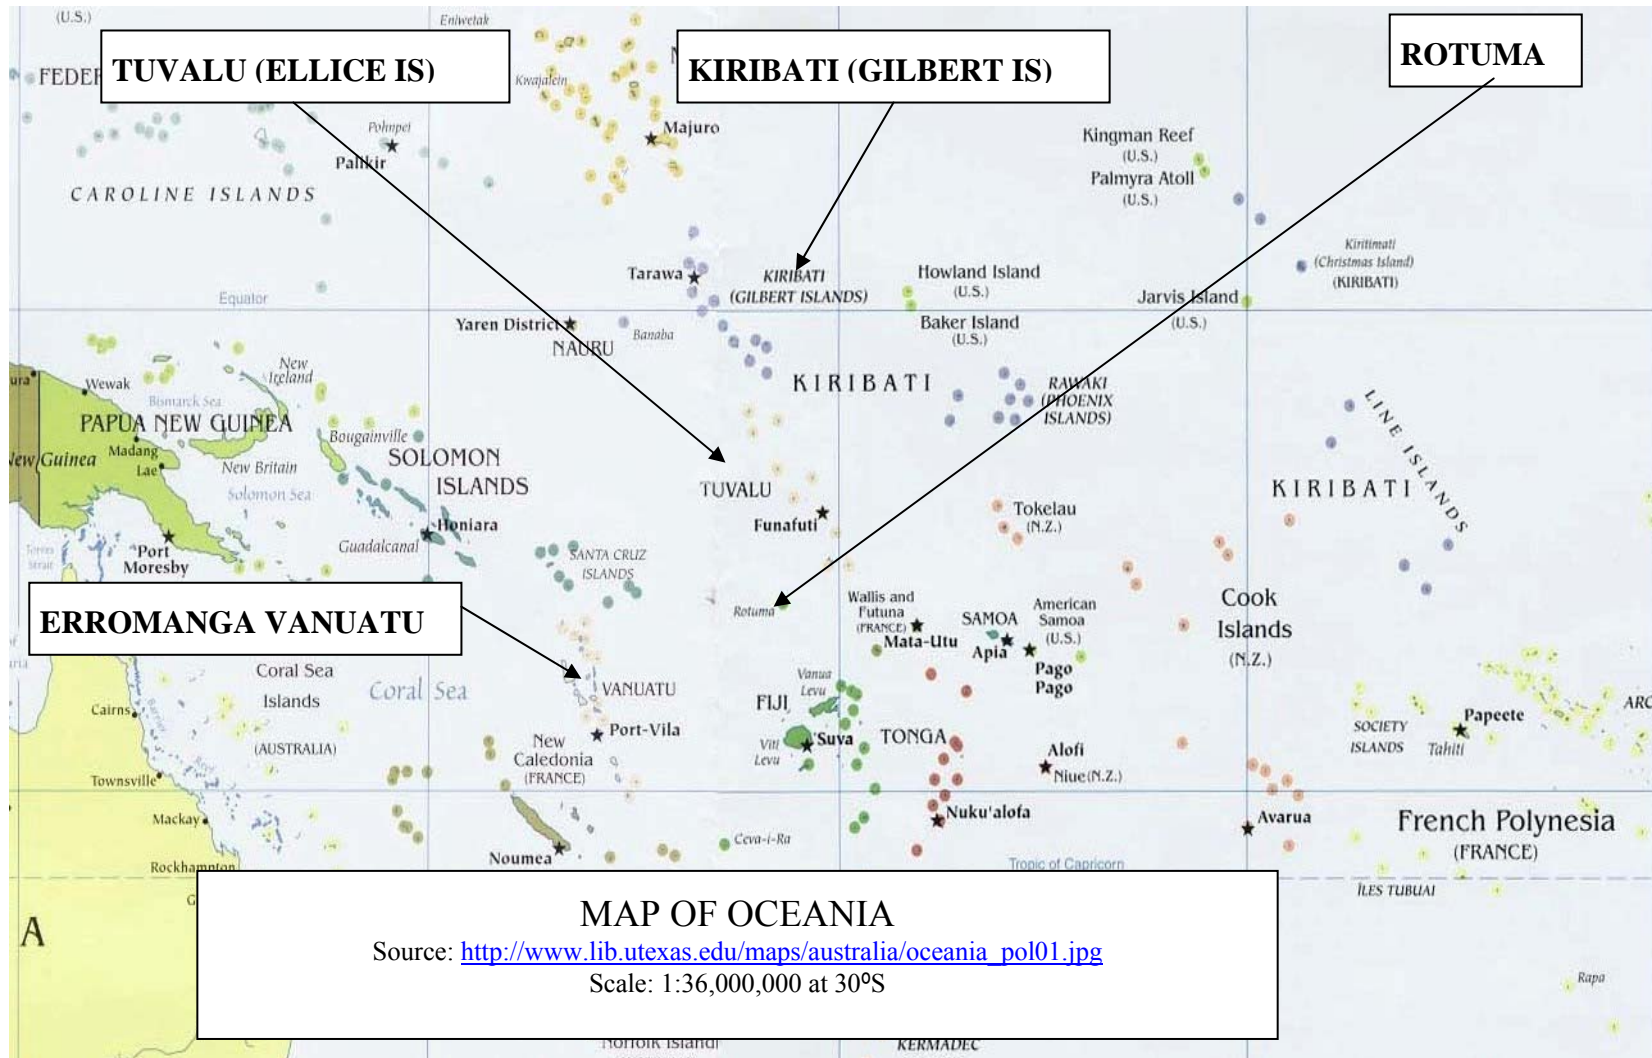 (U.S.)
Eniwetak
TUVALU (ELLICE IS)
KIRIBATI (GILBERT IS)
ROTUMA
FEDER
Kwajalein
Majuro
Pohnpei
Palikir
Kingman Reef
(U.S.)
Palmyra Atoll
(U.S.)
CAROLINE ISLANDS
Kiritimati
(Christmas Island)
(KIRIBATI)
Tarawa
KIRIBATI
(GILBERT ISLANDS)
Howland Island
(U.S.)
Jarvis Island
(U.S.)
Equator
Yaren District
NAURU
Banaba
Baker Island
(U.S.)
New
Ireland
ura
Wewak
Bismarck Sea
KIRIBATI
RAWAKI
(PHOENIX
ISLANDS)
LINE ISLANDS
PAPUA NEW GUINEA
Bougainville
New Guinea
Madang
Lae
New Britain
Solomon Sea
SOLOMON
ISLANDS
TUVALU
Funafuti
KIRIBATI
Tokelau
(N.Z.)
Honiara
Guadalcanal
Port
Moresby
Torres
Strait
SANTA CRUZ
ISLANDS
ERROMANGA VANUATU
Rotuma
Wallis and
Futuna
(FRANCE)
Mata-Utu
SAMOA
Apia
American
Samoa
(U.S.)
Pago
Pago
Cook
Islands
(N.Z.)
Coral Sea
Islands
(AUSTRALIA)
Coral Sea
VANUATU
Port-Vila
Vanua
Levu
FIJI
Suva
Viti
Levu
TONGA
Cairns
Barrier
Reef
New
Caledonia
(FRANCE)
Alofi
Niue (N.Z.)
SOCIETY
ISLANDS
Papeete
Tahiti
ARC
Townsville
Mackay
Nuku'alofa
Avarua
French Polynesia
(FRANCE)
Noumea
Ceva-i-Ra
Rockhampton
Tropic of Capricorn
ÎLES TUBUAI
G
A
MAP OF OCEANIA
Source: http://www.lib.utexas.edu/maps/australia/oceania_pol01.jpg
Scale: 1:36,000,000 at 30⁰S
Rapa
Norfolk Island
KERMADEC